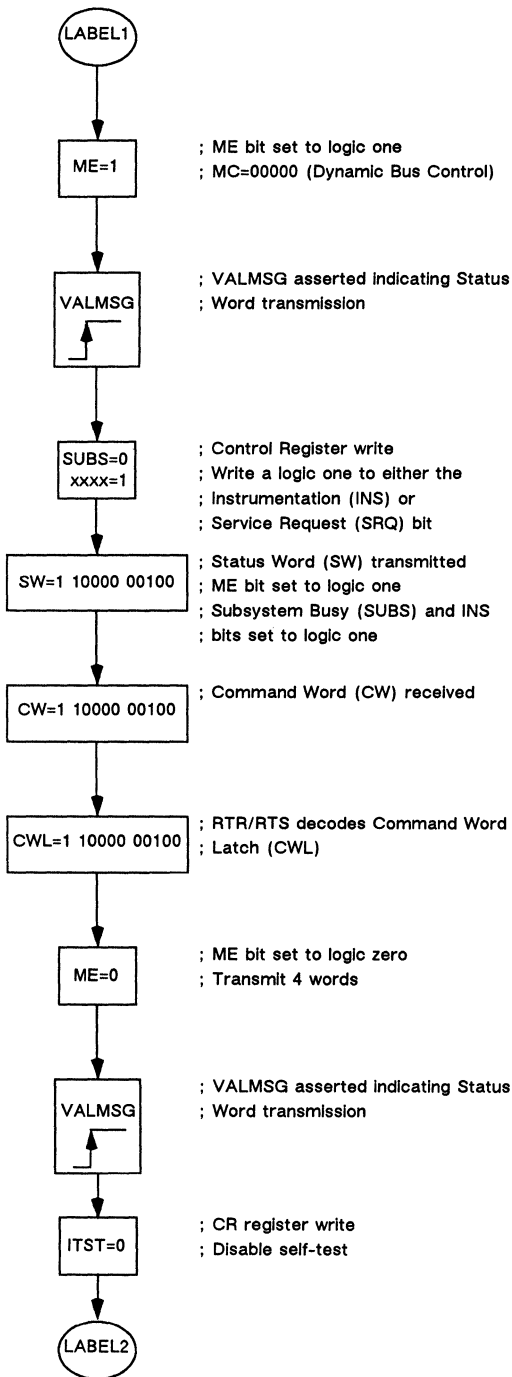 LABEL1
ME=1
; ME bit set to logic one
; MC=00000 (Dynamic Bus Control)
VALMSG
; VALMSG asserted indicating Status
; Word transmission
SUBS=0
xxxx=1
; Control Register write
; Write a logic one to either the
; Instrumentation (INS) or
; Service Request (SRQ) bit
SW=1 10000 00100
; Status Word (SW) transmitted
; ME bit set to logic one
; Subsystem Busy (SUBS) and INS
; bits set to logic one
CW=1 10000 00100
; Command Word (CW) received
CWL=1 10000 00100
; RTR/RTS decodes Command Word
; Latch (CWL)
ME=0
; ME bit set to logic zero
; Transmit 4 words
VALMSG
; VALMSG asserted indicating Status
; Word transmission
ITST=0
; CR register write
; Disable self-test
LABEL2